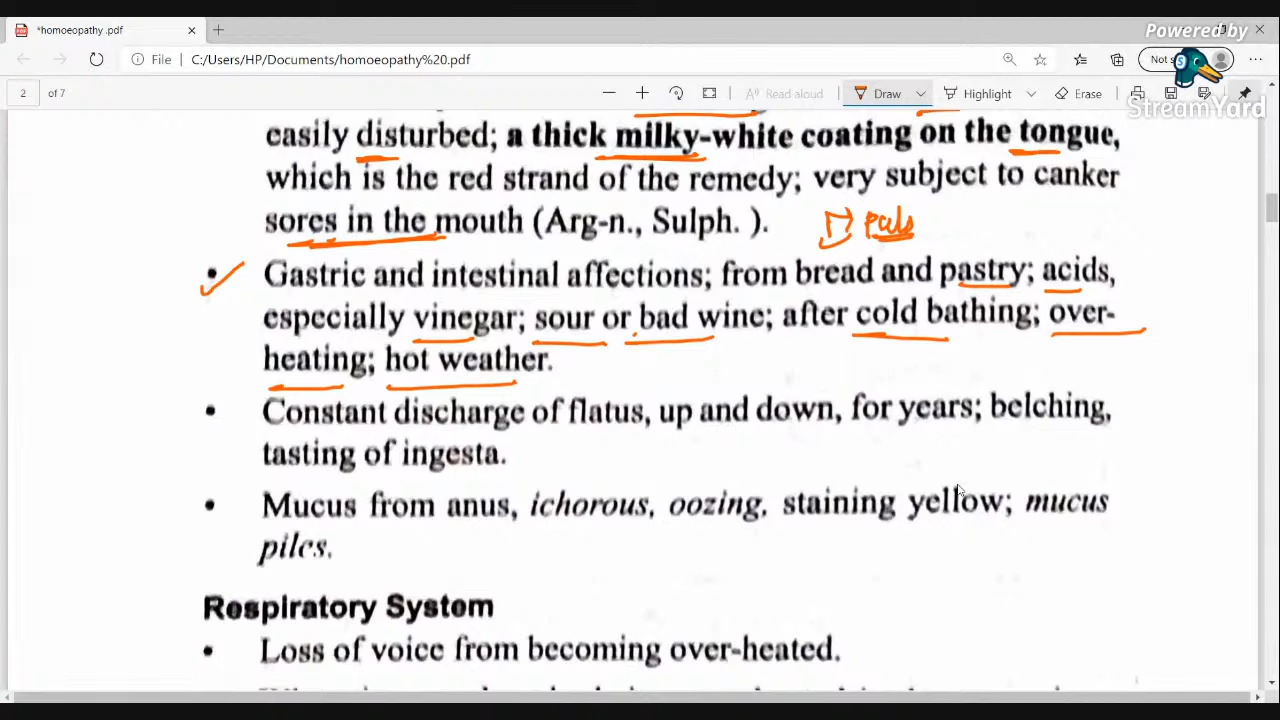 *homoeopathy .pdf
Powered by
File C:/Users/HP/Documents/homoeopathy%20.pdf
Not s
StreamYard
2 of 7
Read aloud Draw Highlight Erase
easily disturbed; a thick milky-white coating on the tongue,
which is the red strand of the remedy; very subject to canker
sores in the mouth (Arg-n., Sulph. ).
Puls
• Gastric and intestinal affections; from bread and pastry; acids,
especially vinegar; sour or bad wine; after cold bathing; over-
heating; hot weather.
• Constant discharge of flatus, up and down, for years; belching,
tasting of ingesta.
• Mucus from anus, ichorous, oozing, staining yellow; mucus
piles.
Respiratory System
• Loss of voice from becoming over-heated.